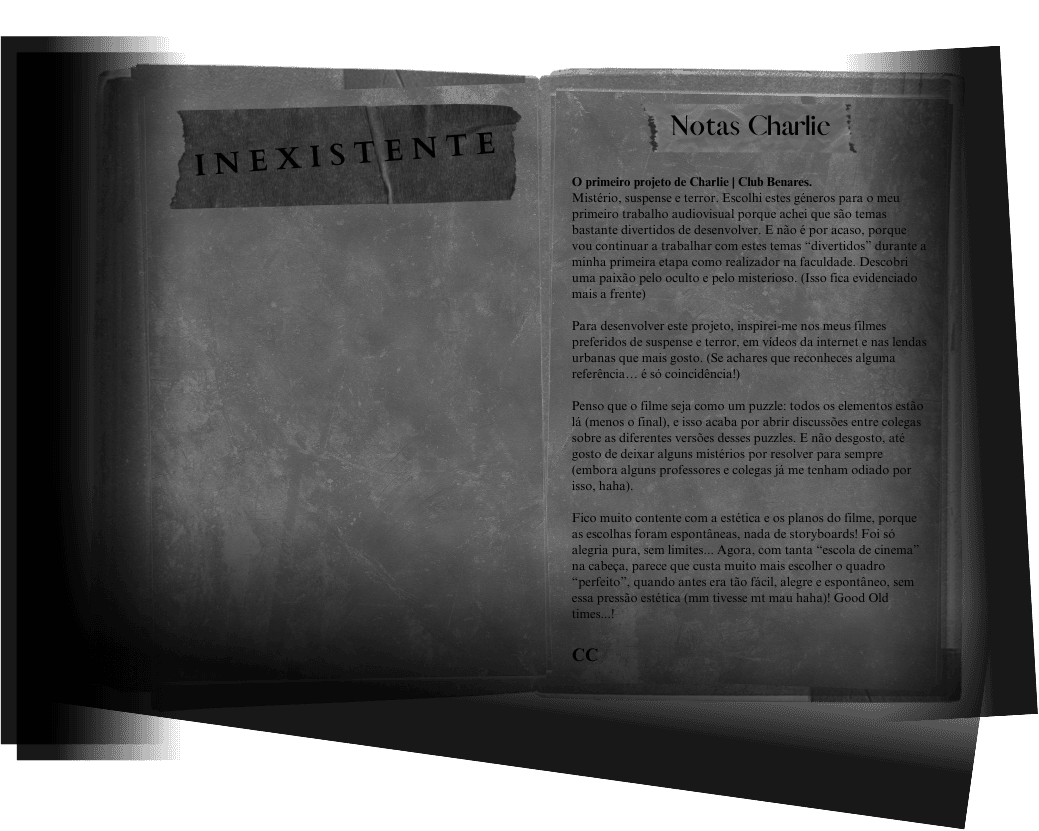 INEXISTENTE
Notas Charlie
O primeiro projeto de Charlie | Club Benares.
Mistério, suspense e terror. Escolhi estes géneros para o meu
primeiro trabalho audiovisual porque achei que são temas
bastante divertidos de desenvolver. E não é por acaso, porque
vou continuar a trabalhar com estes temas “divertidos” durante a
minha primeira etapa como realizador na faculdade. Descobri
uma paixão pelo oculto e pelo misterioso. (Isso fica evidenciado
mais a frente)
Para desenvolver este projeto, inspirei-me nos meus filmes
preferidos de suspense e terror, em vídeos da internet e nas lendas
urbanas que mais gosto. (Se achares que reconheces alguma
referência… é só coincidência!)
Penso que o filme seja como um puzzle: todos os elementos estão
lá (menos o final), e isso acaba por abrir discussões entre colegas
sobre as diferentes versões desses puzzles. E não desgosto, até
gosto de deixar alguns mistérios por resolver para sempre
(embora alguns professores e colegas já me tenham odiado por
isso, haha).
Fico muito contente com a estética e os planos do filme, porque
as escolhas foram espontâneas, nada de storyboards! Foi só
alegria pura, sem limites... Agora, com tanta “escola de cinema”
na cabeça, parece que custa muito mais escolher o quadro
“perfeito”, quando antes era tão fácil, alegre e espontâneo, sem
essa pressão estética (mm tivesse mt mau haha)! Good Old
times...!
CC